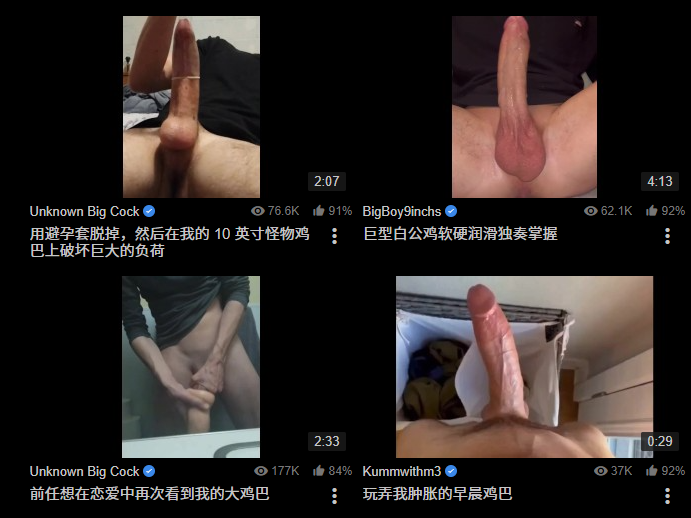 2:07
4:13
Unknown Big Cock
76.6K
91%
BigBoy9inchs
62.1K
92%
用避孕套脱掉，然后在我的 10 英寸怪物鸡
巴上破坏巨大的负荷
巨型白公鸡软硬润滑独奏掌握
2:33
0:29
Unknown Big Cock
177K
84%
Kummwithm3
37K
92%
前任想在恋爱中再次看到我的大鸡巴
玩弄我肿胀的早晨鸡巴